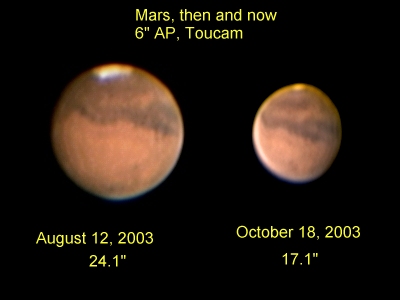 Mars, then and now
6" AP, Toucam
August 12, 2003
24.1"
October 18, 2003
17.1"